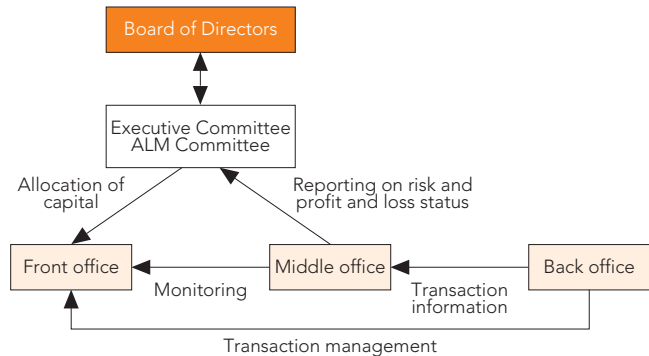 Board of Directors
Executive Committee
ALM Committee
Allocation of
capital
Reporting on risk and
profit and loss status
Front office
Middle office
Back office
Monitoring
Transaction
information
Transaction management